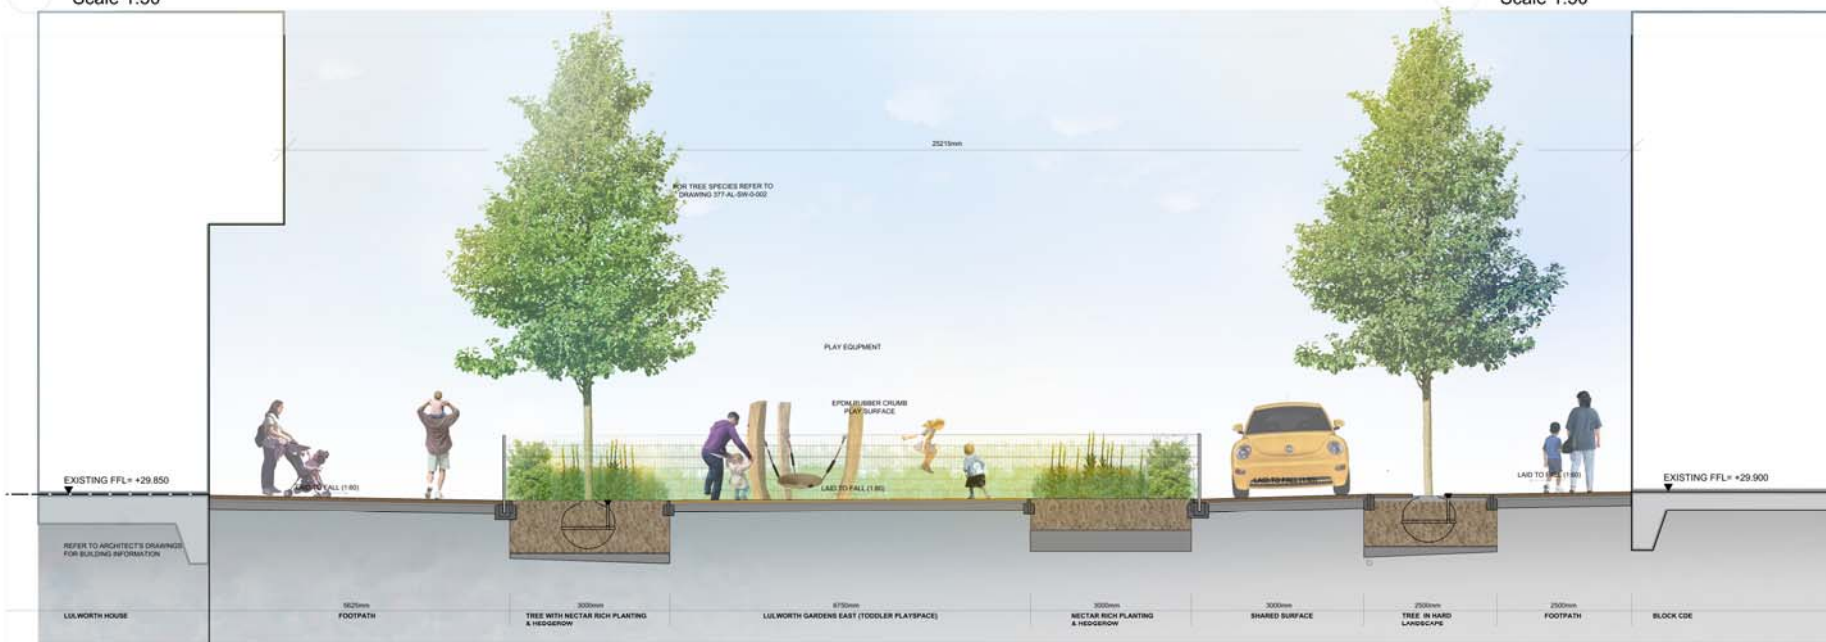 Scale 1:50
Scale 1:50
25215mm
FOR TREE SPECIES REFER TO
DRAWING 377-AL-SW-0-002
PLAY EQUPMENT
EPDM RUBBER CRUMB
PLAY SURFACE
EXISTING FFL= +29.850
LAID TO FALL (1:60)
LAID TO FALL (1:80)
LAID TO FALL (1:60)
EXISTING FFL= +29.900
REFER TO ARCHITECT'S DRAWINGS
FOR BUILDING INFORMATION
5625mm
3000mm
6750mm
3000mm
3000mm
2500mm
2500mm
LULWORTH HOUSE
FOOTPATH
TREE WITH NECTAR RICH PLANTING
& HEDGEROW
LULWORTH GARDENS EAST (TODDLER PLAYSPACE)
NECTAR RICH PLANTING
& HEDGEROW
SHARED SURFACE
TREE IN HARD
LANDSCAPE
FOOTPATH
BLOCK CDE